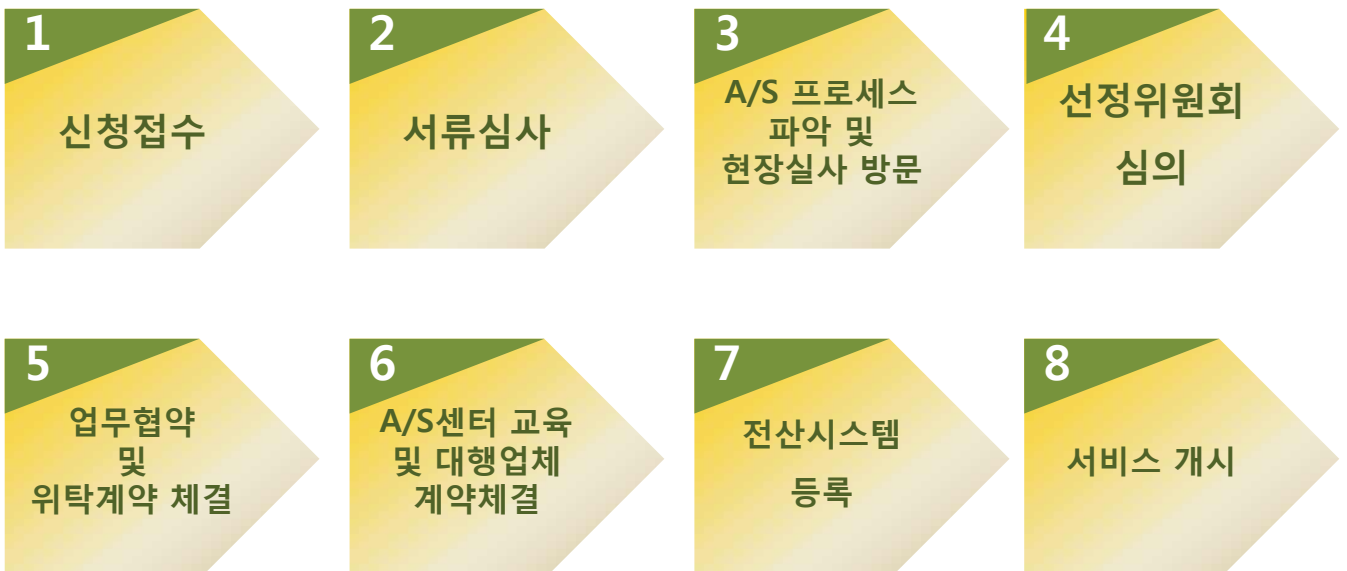 1
신청접수
2
서류심사
3
A/S 프로세스
파악 및
현장실사 방문
4
선정위원회
심의
5
업무협약
및
위탁계약 체결
6
A/S센터 교육
및 대행업체
계약체결
7
전산시스템
등록
8
서비스 개시